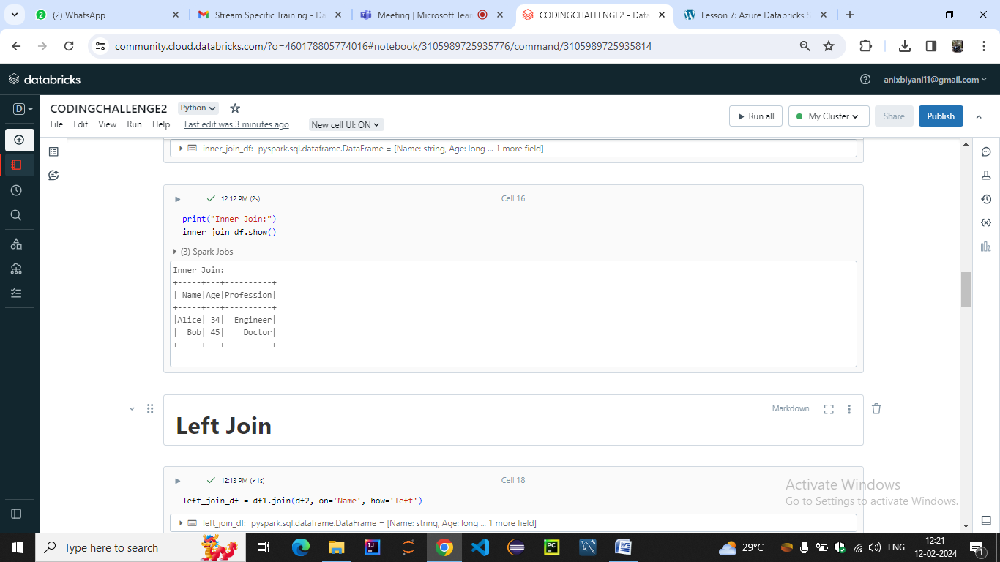 (2) WhatsApp
Stream Specific Training - Da
Meeting | Microsoft Tea
CODINGCHALLENGE2 - Data
Lesson 7: Azure Databricks S
community.cloud.databricks.com/?o=460178805774016#notebook/3105989725935776/command/3105989725935814
databricks
anixbiyani11@gmail.com
D
CODINGCHALLENGE2
Python
File Edit View Run Help Last edit was 3 minutes ago New cell UI: ON
Run all
My Cluster
Share
Publish
inner_join_df: pyspark.sql.dataframe.DataFrame = [Name: string, Age: long ... 1 more field]
12:12 PM (2s)
Cell 16
print("Inner Join:")
inner_join_df.show()
(3) Spark Jobs
Inner Join:
+-----+---+----------+
| Name|Age|Profession|
+-----+---+----------+
|Alice| 34|  Engineer|
|  Bob| 45|    Doctor|
+-----+---+----------+
Markdown
Left Join
12:13 PM (<1s)
Cell 18
left_join_df = df1.join(df2, on='Name', how='left')
left_join_df: pyspark.sql.dataframe.DataFrame = [Name: string, Age: long ... 1 more field]
Activate Windows
Go to Settings to activate Windows.
Type here to search
29°C
ENG
12:21
12-02-2024
1